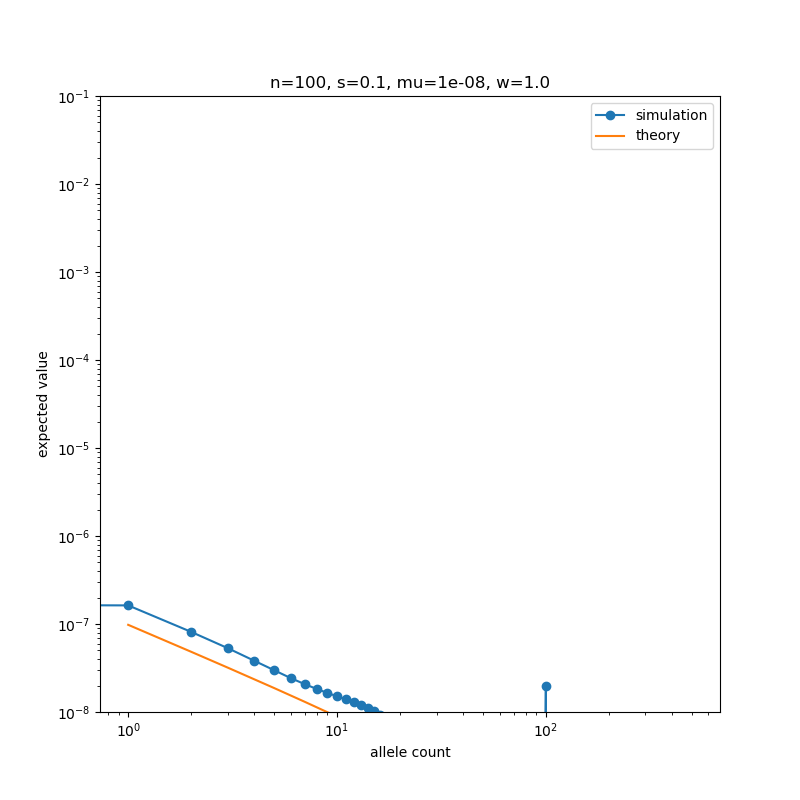 n=100, s=0.1, mu=1e-08, w=1.0
simulation
theory
10⁻¹
10⁻²
10⁻³
10⁻⁴
10⁻⁵
10⁻⁶
10⁻⁷
10⁻⁸
expected value
10⁰ 10¹ 10²
allele count